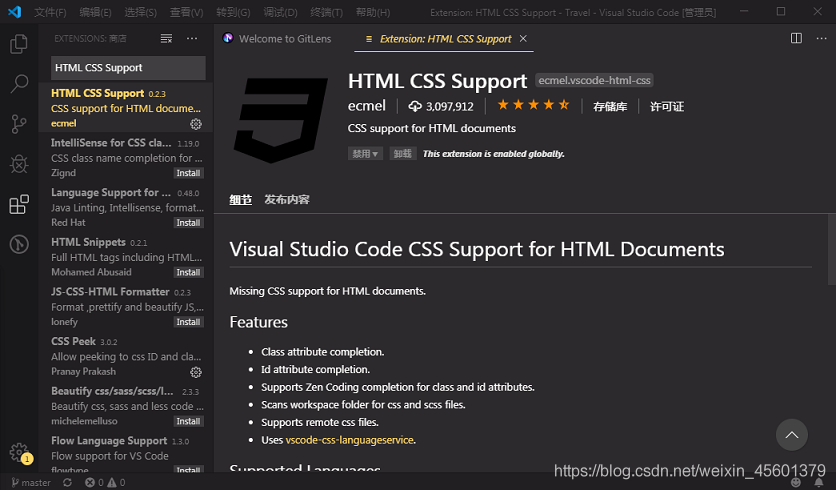 文件(F) 编辑(E) 选择(S) 查看(V) 转到(G) 调试(D) 终端(T) 帮助(H) Extension: HTML CSS Support - Travel - Visual Studio Code [管理员]
EXTENSIONS: 商店
Welcome to GitLens
Extension: HTML CSS Support
HTML CSS Support
HTML CSS Support 0.2.3
CSS support for HTML docume...
ecmel
IntelliSense for CSS cla... 1.19.0
CSS class name completion for ...
Zignd Install
Language Support for ... 0.48.0
Java Linting, Intellisense, format...
Red Hat Install
HTML Snippets 0.2.1
Full HTML tags including HTML...
Mohamed Abusaid Install
JS-CSS-HTML Formatter 0.2.3
Format ,prettify and beautify JS,...
lonefy Install
CSS Peek 3.0.2
Allow peeking to css ID and cla...
Pranay Prakash
Beautify css/sass/scss/l... 2.3.3
Beautify css, sass and less code ...
michelemelluso Install
Flow Language Support 1.3.0
Flow support for VS Code
flowtype Install
HTML CSS Support ecmel.vscode-html-css
ecmel 3,097,912 存储库 许可证
CSS support for HTML documents
禁用 卸载 This extension is enabled globally.
细节 发布内容
Visual Studio Code CSS Support for HTML Documents
Missing CSS support for HTML documents.
Features
Class attribute completion.
Id attribute completion.
Supports Zen Coding completion for class and id attributes.
Scans workspace folder for css and scss files.
Supports remote css files.
Uses vscode-css-languageservice.
Supported Languages
1
master 0 0
https://blog.csdn.net/weixin_45601379